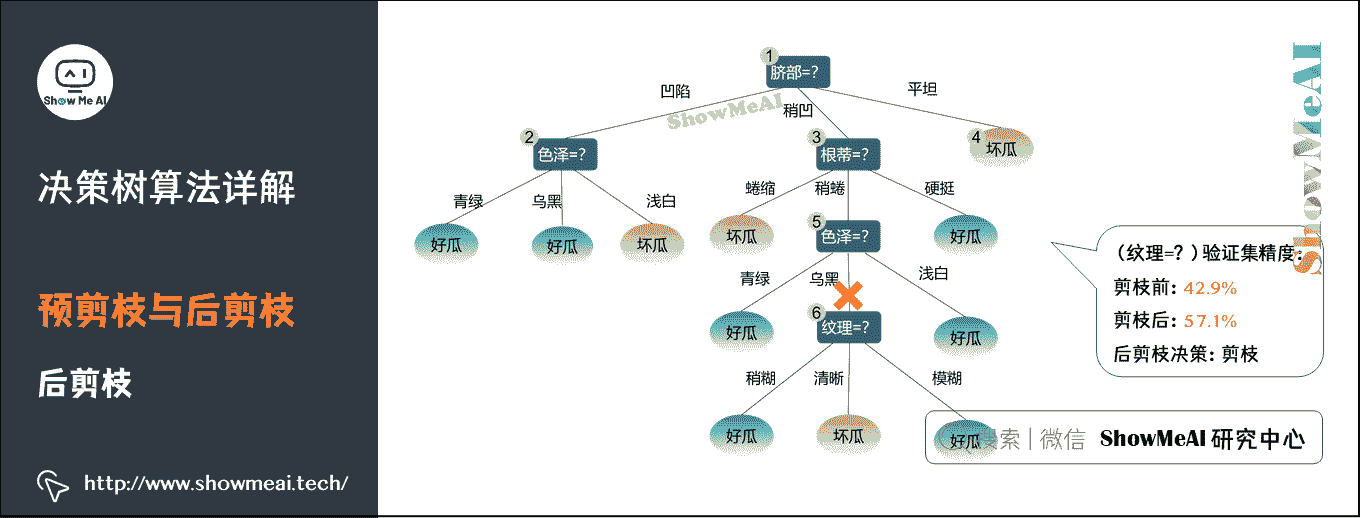 Show Me AI
决策树算法详解
预剪枝与后剪枝
后剪枝
http://www.showmeai.tech/
1
脐部=?
凹陷
稍凹
平坦
ShowMeAI
2
色泽=?
3
根蒂=?
4
坏瓜
青绿
乌黑
浅白
蜷缩
稍蜷
硬挺
好瓜
好瓜
坏瓜
坏瓜
5
色泽=?
好瓜
青绿
乌黑
浅白
好瓜
6
纹理=?
好瓜
稍糊
清晰
模糊
好瓜
坏瓜
好瓜
(纹理=?)验证集精度:
剪枝前: 42.9%
剪枝后: 57.1%
后剪枝决策: 剪枝
搜索 | 微信 ShowMeAI 研究中心
ShowMeAI